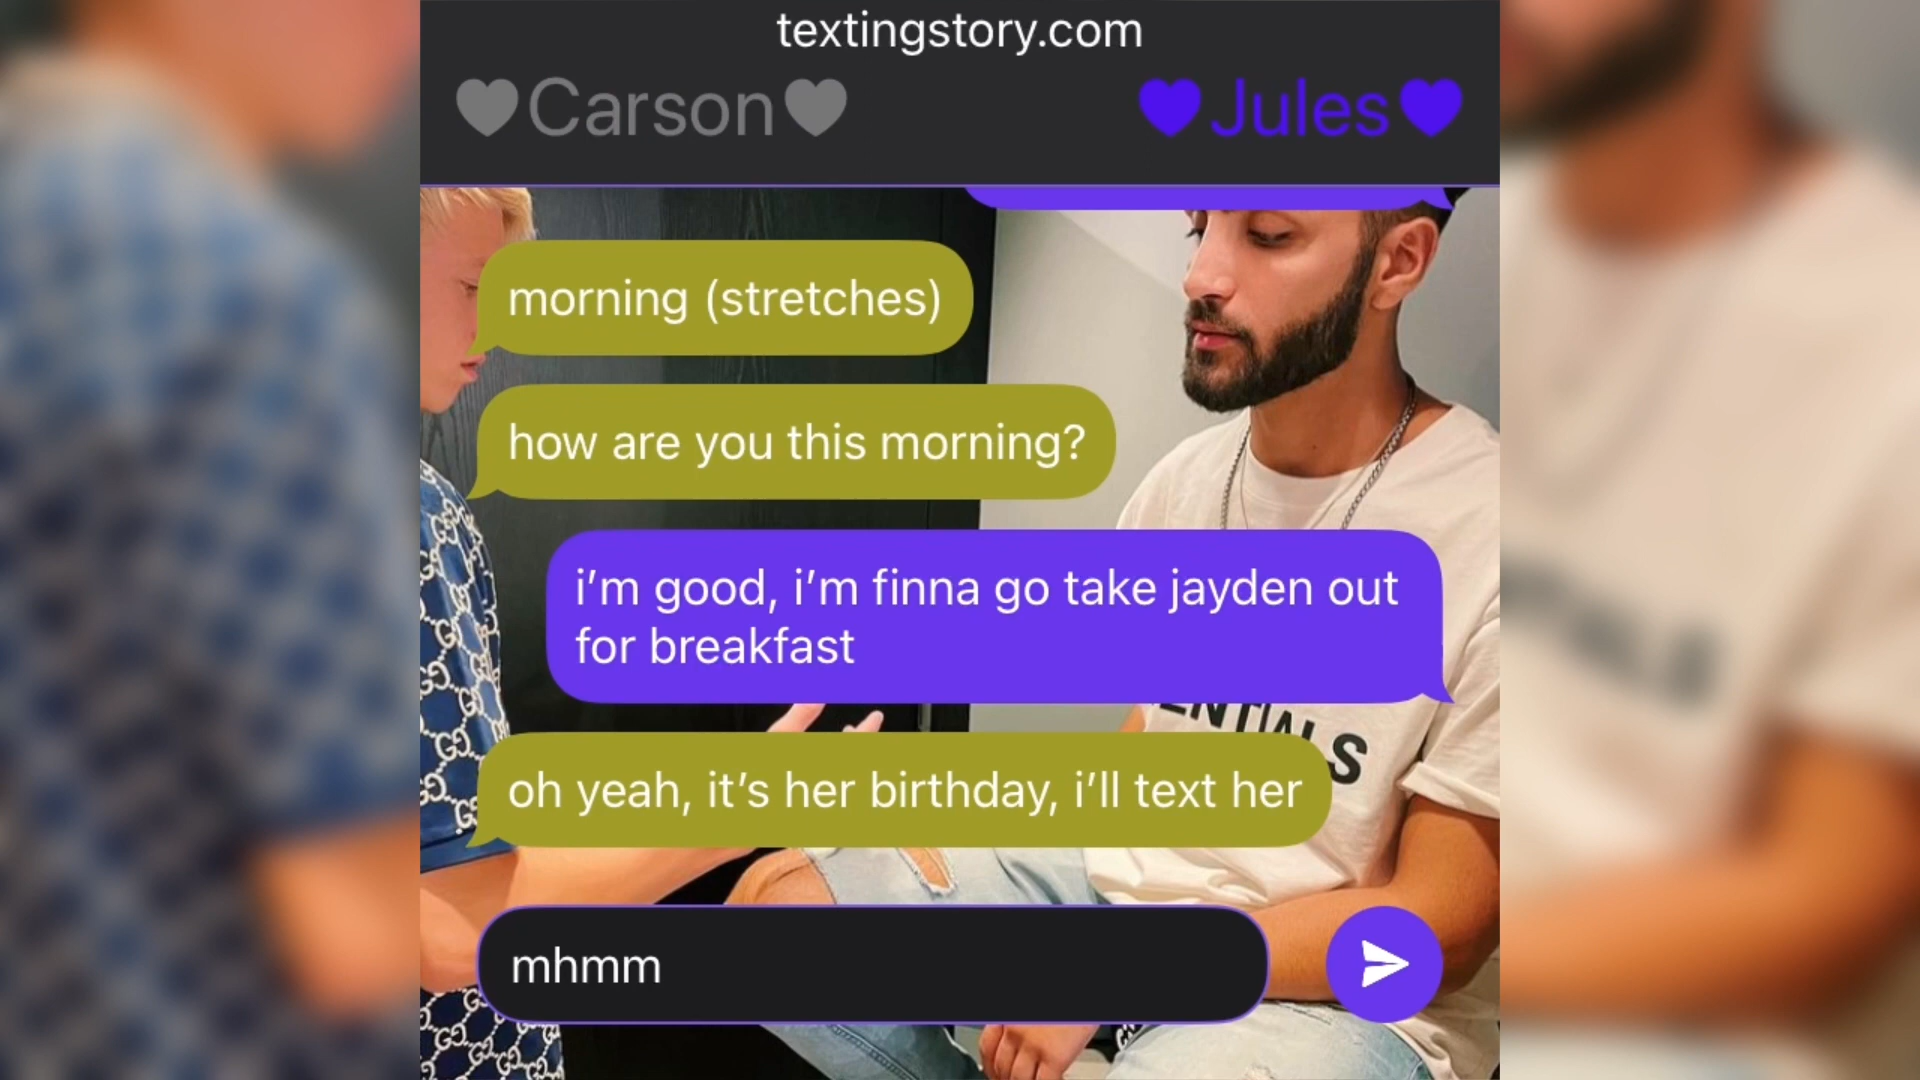 textingstory.com
🩶Carson🩶 💜Jules💜
morning (stretches)
how are you this morning?
i’m good, i’m finna go take jayden out
for breakfast
ENTIALS
oh yeah, it’s her birthday, i’ll text her
mhmm